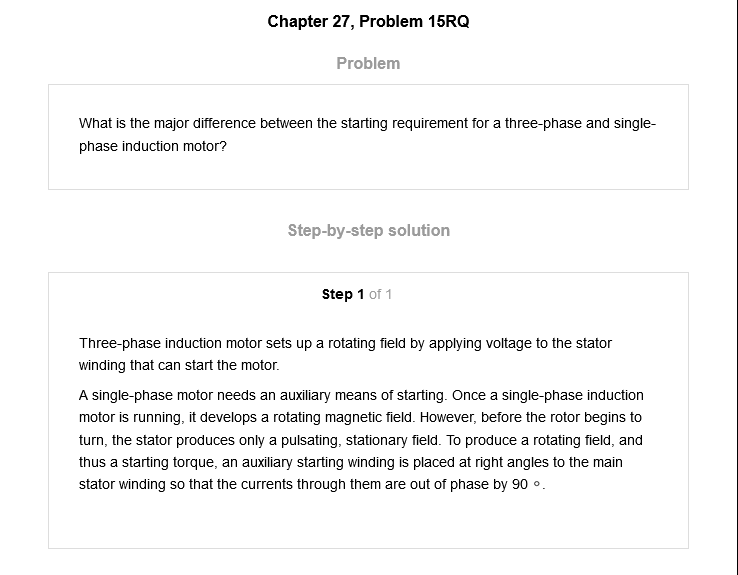 Chapter 27, Problem 15RQ
Problem
What is the major difference between the starting requirement for a three-phase and single-
phase induction motor?
Step-by-step solution
Step 1 of 1
Three-phase induction motor sets up a rotating field by applying voltage to the stator
winding that can start the motor.
A single-phase motor needs an auxiliary means of starting. Once a single-phase induction
motor is running, it develops a rotating magnetic field. However, before the rotor begins to
turn, the stator produces only a pulsating, stationary field. To produce a rotating field, and
thus a starting torque, an auxiliary starting winding is placed at right angles to the main
stator winding so that the currents through them are out of phase by 90 °.